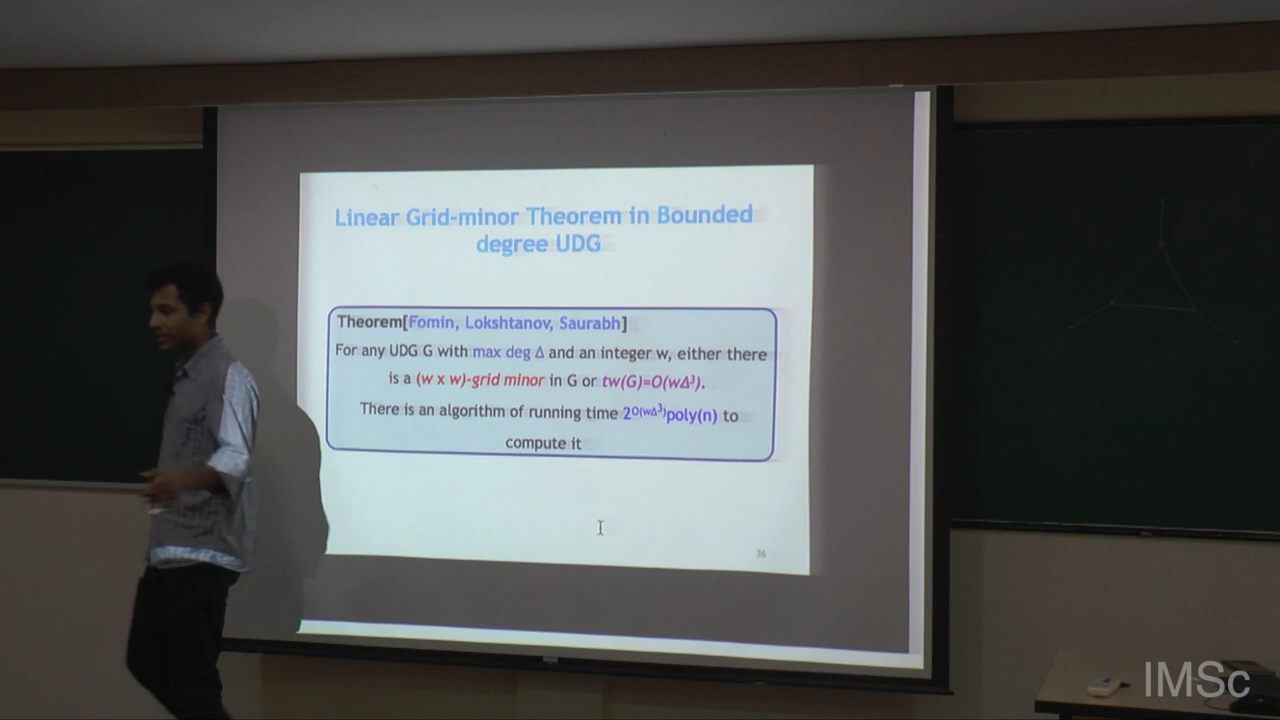 Linear Grid-minor Theorem in Bounded
degree UDG
Theorem[Fomin, Lokshtanov, Saurabh]
For any UDG G with max deg Δ and an integer w, either there
is a (w x w)-grid minor in G or tw(G)=O(wΔ³).
There is an algorithm of running time 2^O(wΔ³)poly(n) to
compute it
36
IMSc